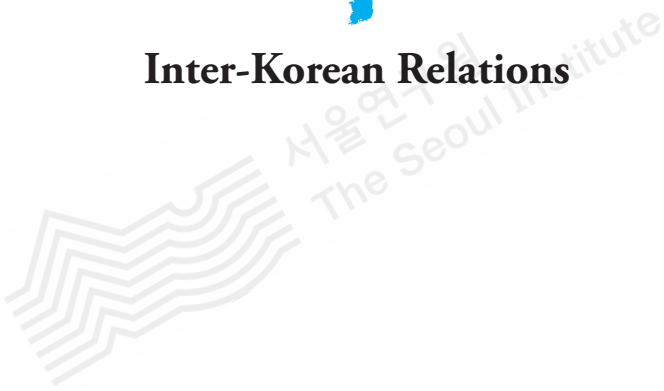 Inter-Korean Relations
서울연구원
The Seoul Institute